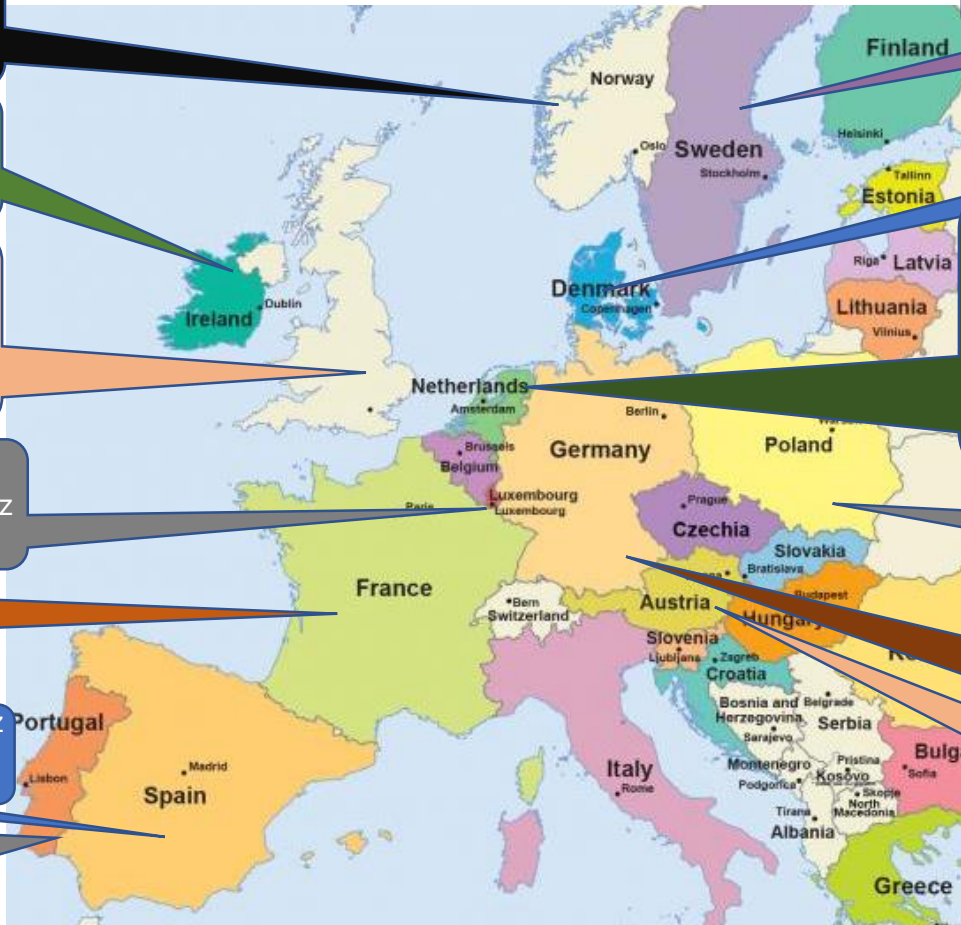 Finland
Norway
Helsinki
Oslo
Sweden
Stockholm
Tallinn
Estonia
Riga
Latvia
Denmark
Copenhagen
Dublin
Ireland
Lithuania
Vilnius
Netherlands
Amsterdam
Berlin
Brussels
Belgium
Germany
Poland
Luxembourg
Luxembourg
Prague
Czechia
z
Paris
Slovakia
Bratislava
France
Bern
Switzerland
Austria
Budapest
Hungary
Slovenia
Ljubljana
Zagreb
Croatia
Bosnia and
Herzegovina
Belgrade
Serbia
Sarajevo
z
Portugal
Lisbon
Madrid
Spain
Italy
Rome
Montenegro
Podgorica
Pristina
Kosovo
Skopje
North
Macedonia
Bulg
Sofia
Tirana
Albania
Greece